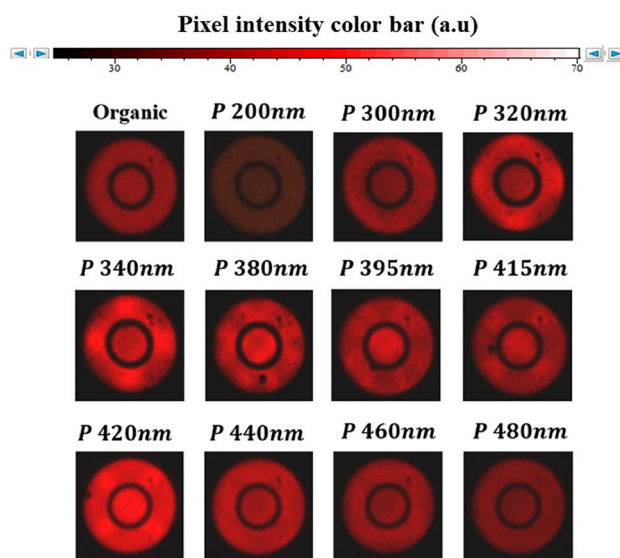 Pixel intensity color bar (a.u)
30 40 50 60 70
Organic P 200nm P 300nm P 320nm
P 340nm P 380nm P 395nm P 415nm
P 420nm P 440nm P 460nm P 480nm